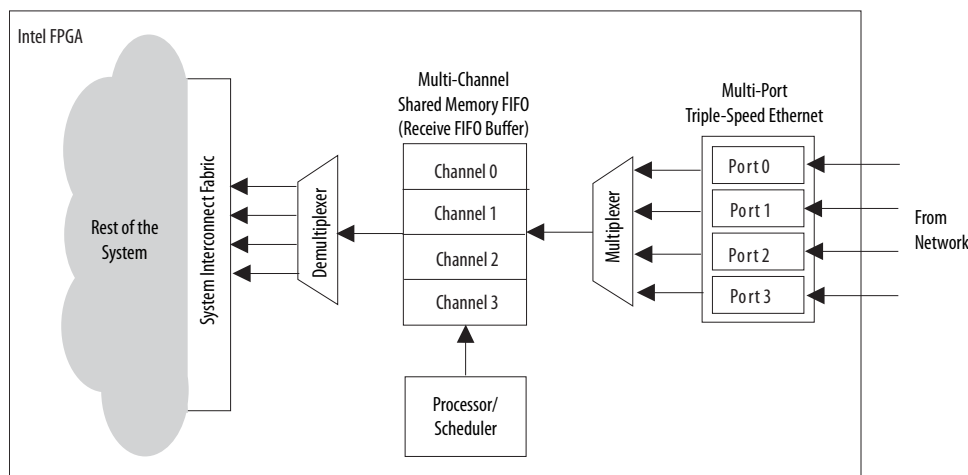 Intel FPGA
Rest of the
System
System Interconnect Fabric
Demultiplexer
Multi-Channel
Shared Memory FIFO
(Receive FIFO Buffer)
Channel 0
Channel 1
Channel 2
Channel 3
Processor/
Scheduler
Multiplexer
Multi-Port
Triple-Speed Ethernet
Port 0
Port 1
Port 2
Port 3
From
Network